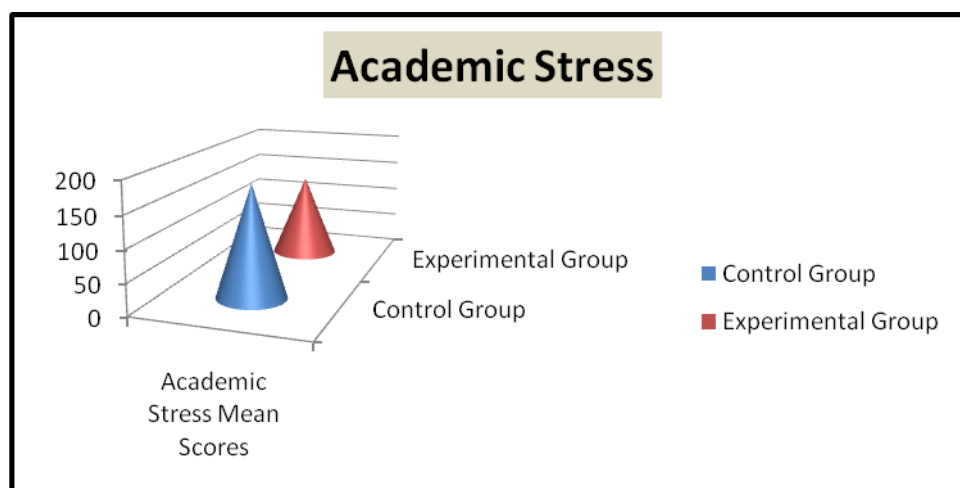 Academic Stress
200
150
100
50
0
Experimental Group
Control Group
Academic
Stress Mean
Scores
Control Group
Experimental Group